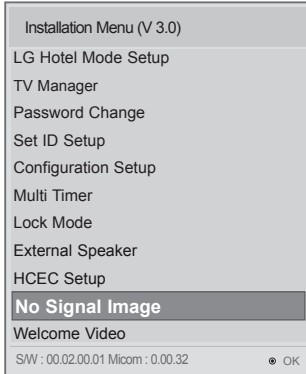 Installation Menu (V 3.0)
LG Hotel Mode Setup
TV Manager
Password Change
Set ID Setup
Configuration Setup
Multi Timer
Lock Mode
External Speaker
HCEC Setup
No Signal Image
Welcome Video
S/W : 00.02.00.01 Micom : 0.00.32 OK